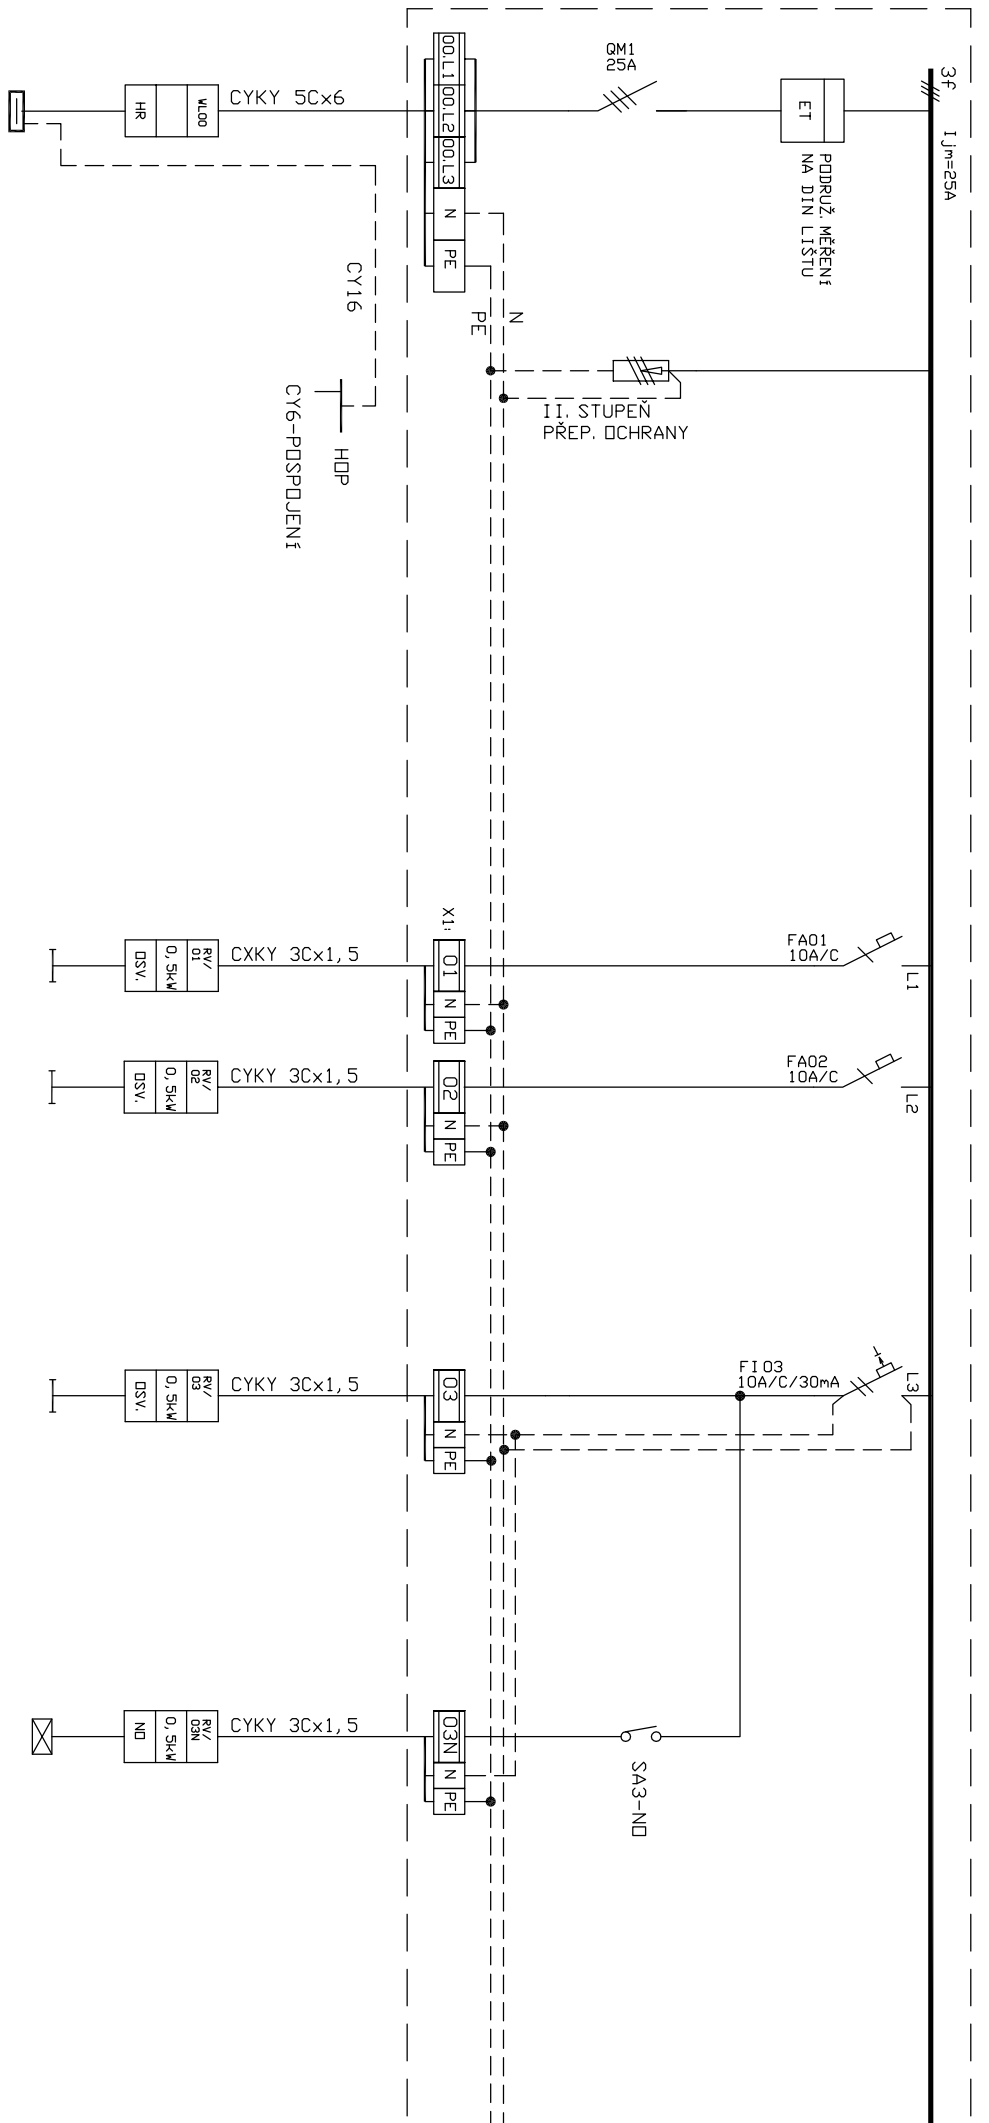 QM1
25A
3f
Ijm=25A
ET
PODRUŽ. MĚŘENÍ
NA DIN LIŠTU
00.L1
00.L2
00.L3
N
PE
CYKY 5Cx6
WL00
HR
CY16
N
PE
II. STUPEŇ
PŘEP. OCHRANY
HOP
CY6-POSPOJENÍ
L1
FA01
10A/C
X1:
01
N
PE
CXKY 3Cx1,5
RV/
01
0,5kW
OSV.
L2
FA02
10A/C
02
N
PE
CYKY 3Cx1,5
RV/
02
0,5kW
OSV.
L3
FI03
10A/C/30mA
03
N
PE
CYKY 3Cx1,5
RV/
03
0,5kW
OSV.
SA3-NO
03N
N
PE
CYKY 3Cx1,5
RV/
03N
0,5kW
NO